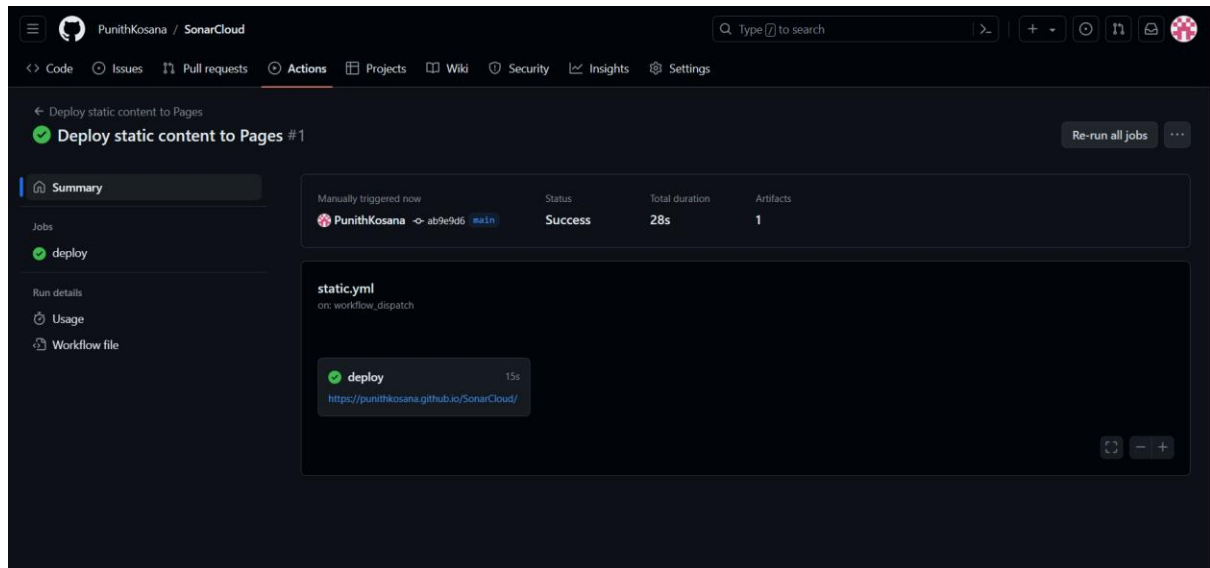 PunithKosana / SonarCloud
Type / to search
Code Issues Pull requests Actions Projects Wiki Security Insights Settings
← Deploy static content to Pages
Deploy static content to Pages #1
Re-run all jobs
Summary
Jobs
deploy
Run details
Usage
Workflow file
Manually triggered now Status Total duration Artifacts
PunithKosana ab9e9d6 main Success 28s 1
static.yml
on: workflow_dispatch
deploy 15s
https://punithkosana.github.io/SonarCloud/